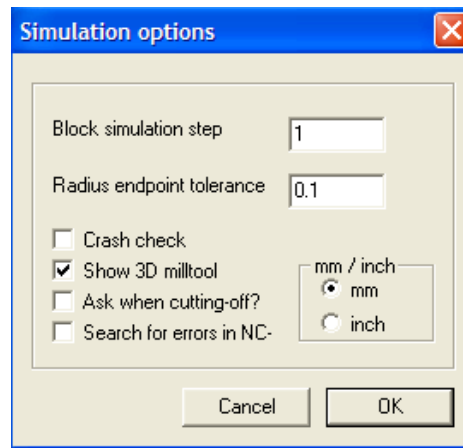 Simulation options
Block simulation step 1
Radius endpoint tolerance 0.1
Crash check
Show 3D milltool
Ask when cutting-off?
Search for errors in NC-
mm / inch
mm
inch
Cancel OK